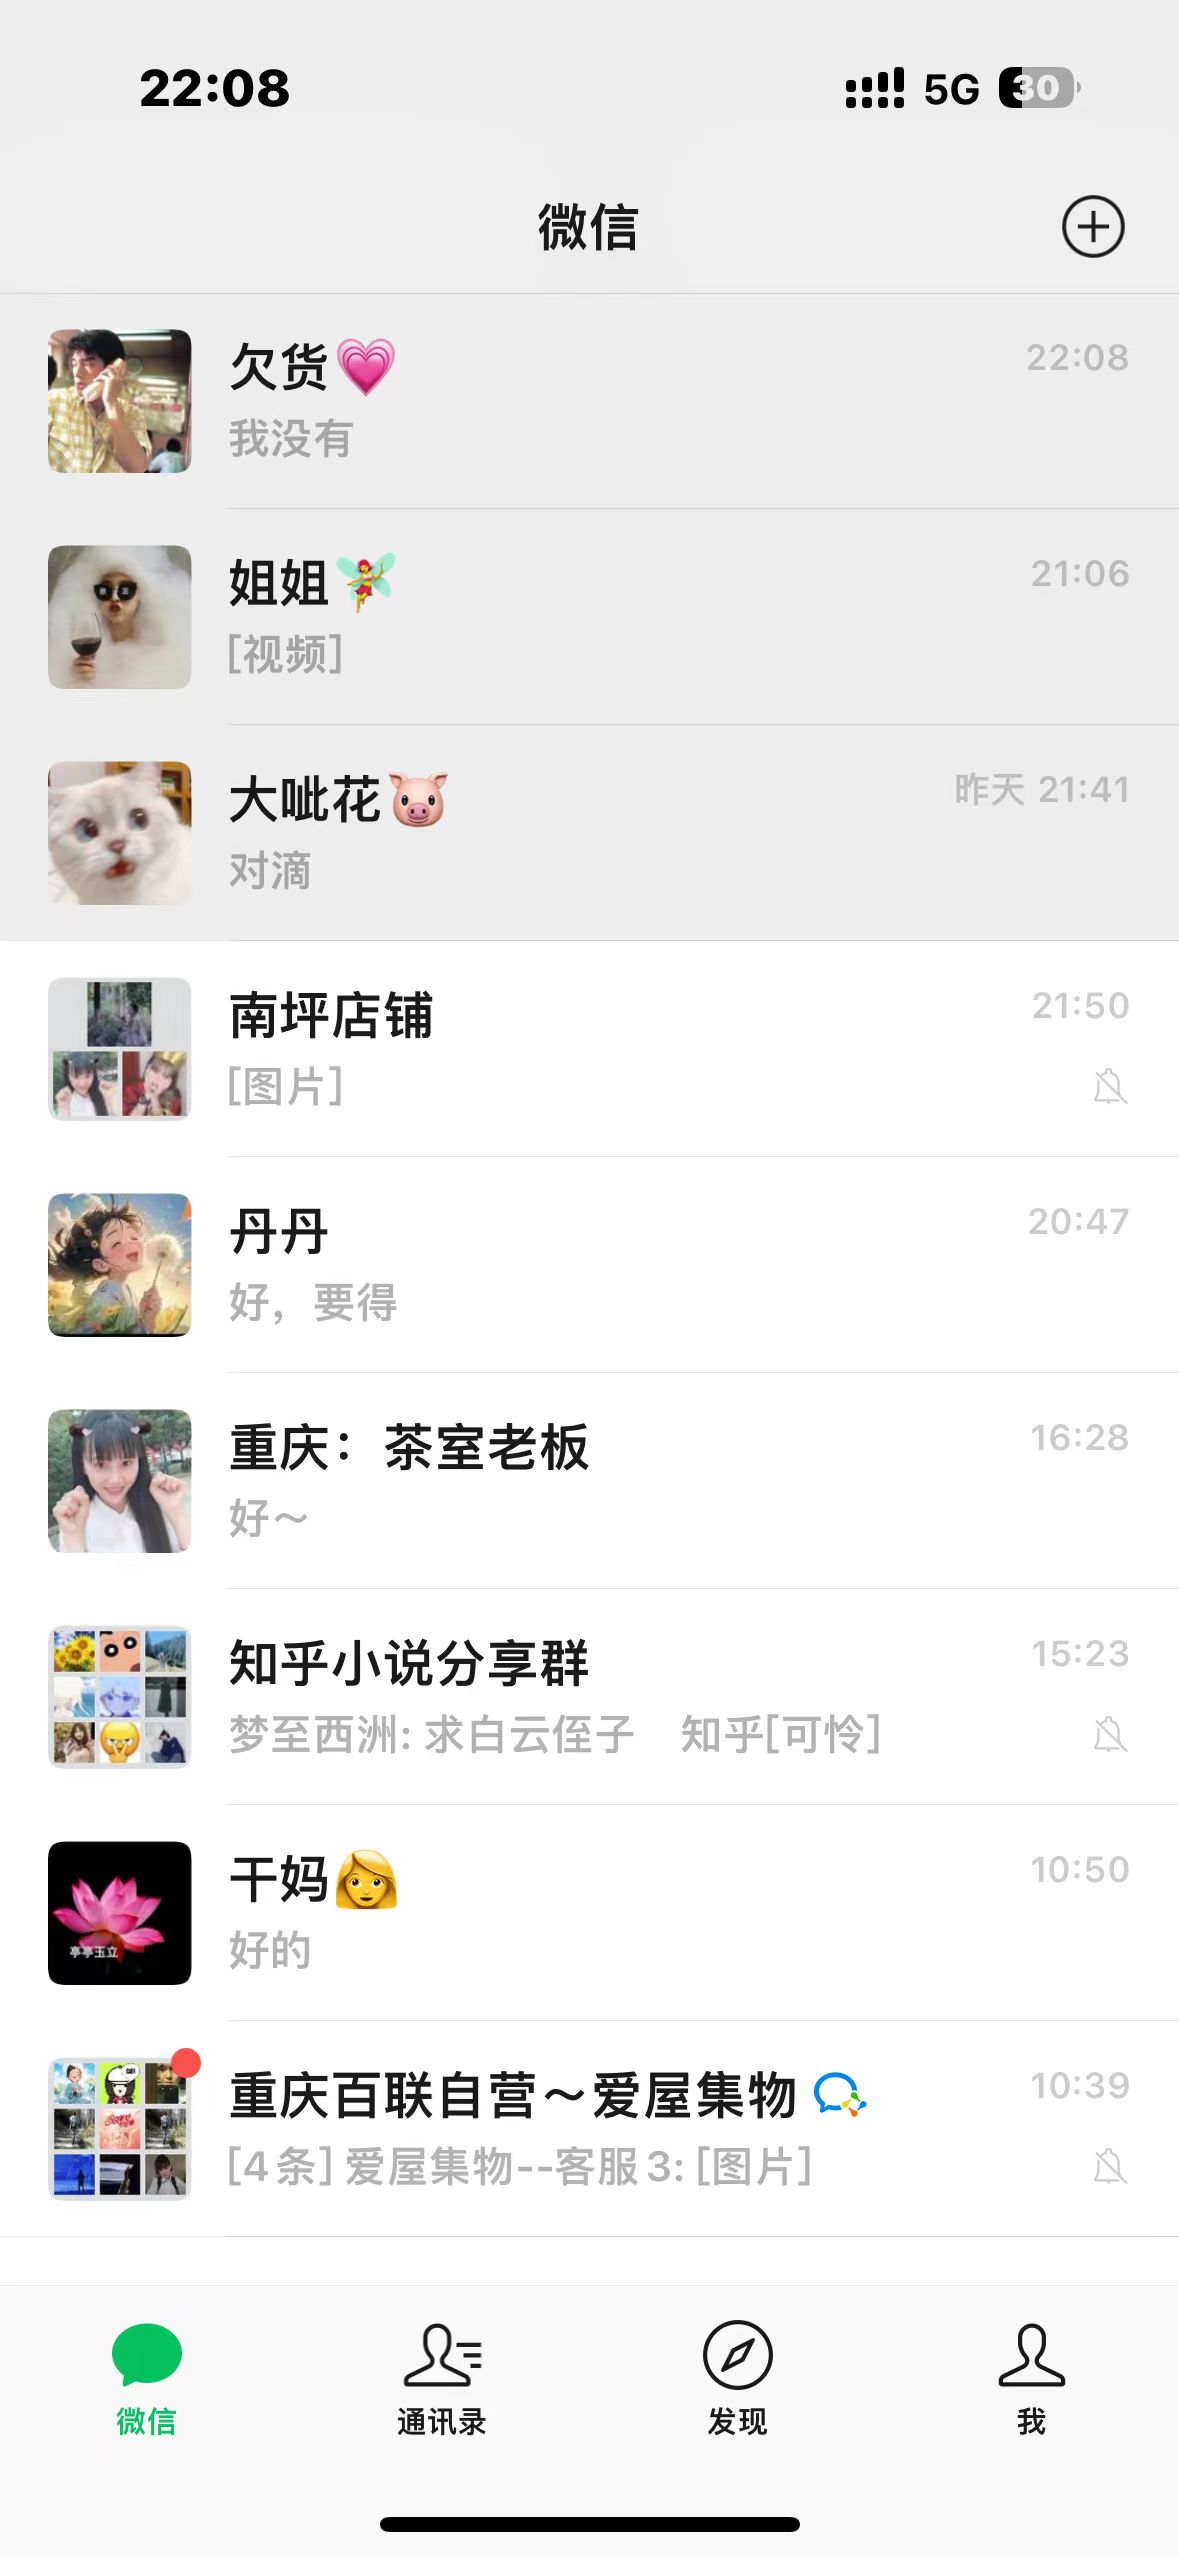 22:08 5G 30
微信
欠货💗 22:08
我没有
姐姐🧚 21:06
[视频]
大呲花🐷 昨天 21:41
对滴
南坪店铺 21:50
[图片]
丹丹 20:47
好，要得
重庆：茶室老板 16:28
好～
知乎小说分享群 15:23
梦至西洲: 求白云侄子　知乎[可怜]
干妈👩 10:50
好的
亭亭玉立
重庆百联自营～爱屋集物 10:39
[4条] 爱屋集物--客服3: [图片]
微信 通讯录 发现 我